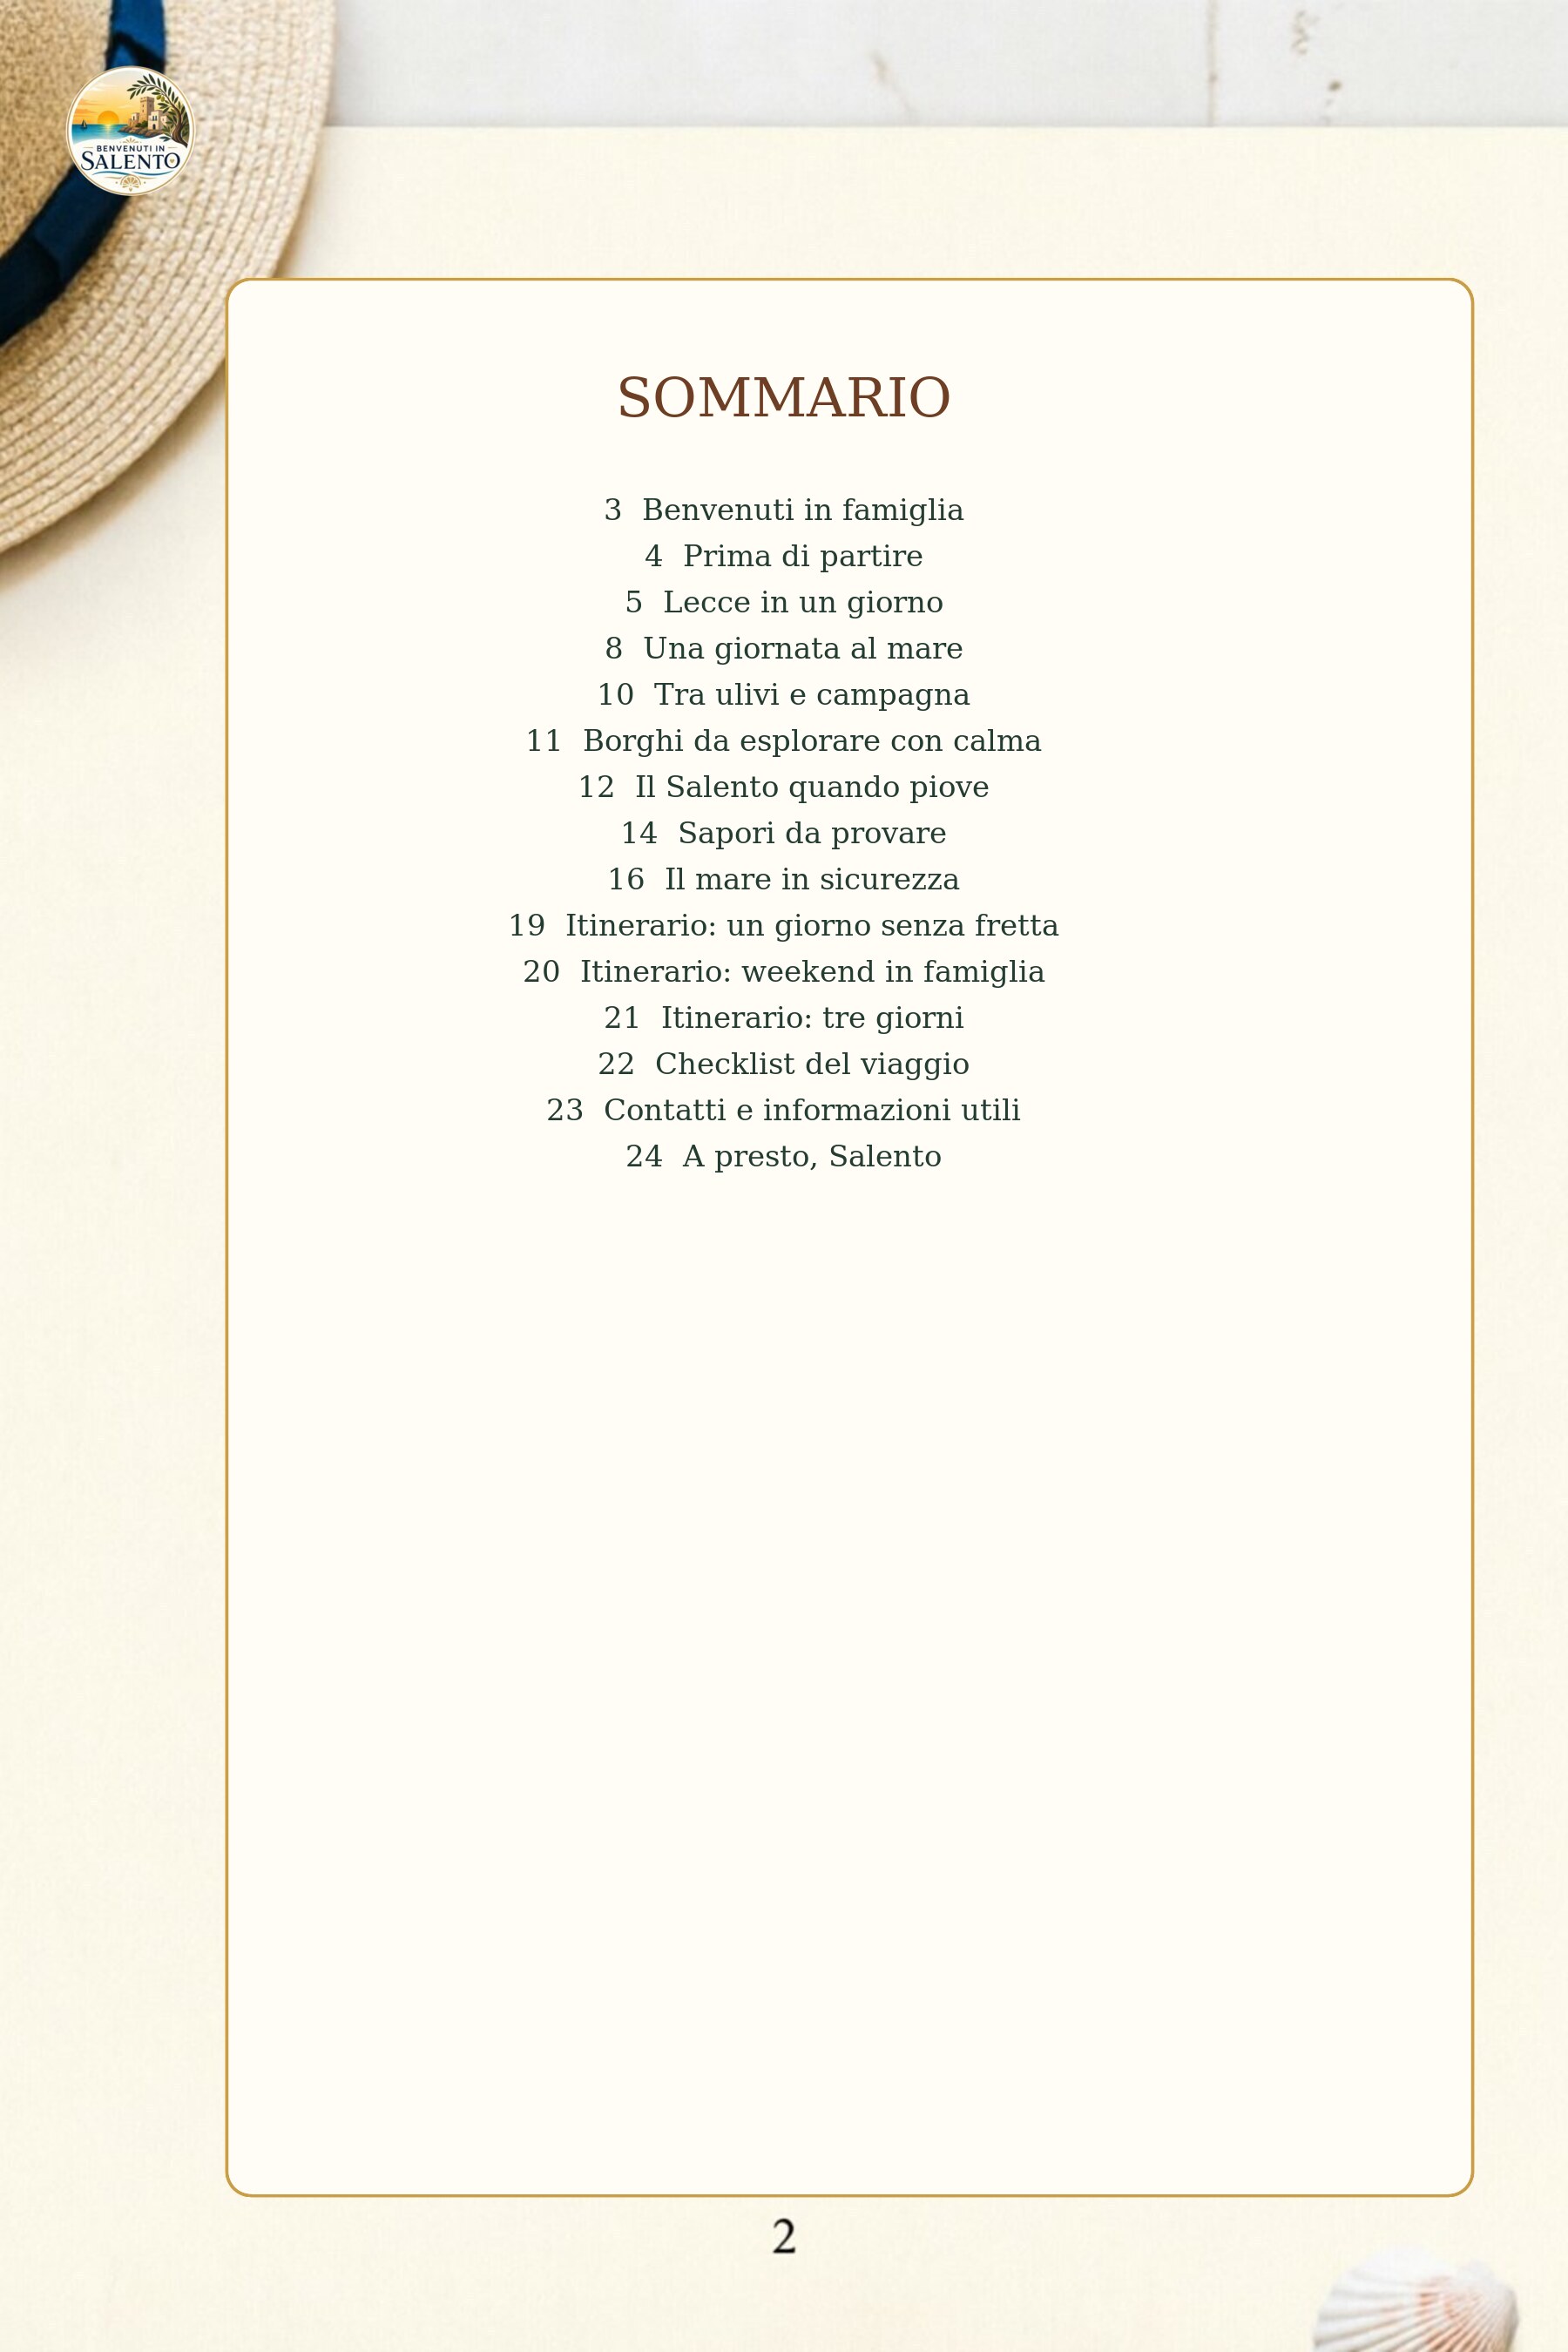 BENVENUTI IN
SALENTO
SOMMARIO
3 Benvenuti in famiglia
4 Prima di partire
5 Lecce in un giorno
8 Una giornata al mare
10 Tra ulivi e campagna
11 Borghi da esplorare con calma
12 Il Salento quando piove
14 Sapori da provare
16 Il mare in sicurezza
19 Itinerario: un giorno senza fretta
20 Itinerario: weekend in famiglia
21 Itinerario: tre giorni
22 Checklist del viaggio
23 Contatti e informazioni utili
24 A presto, Salento
2